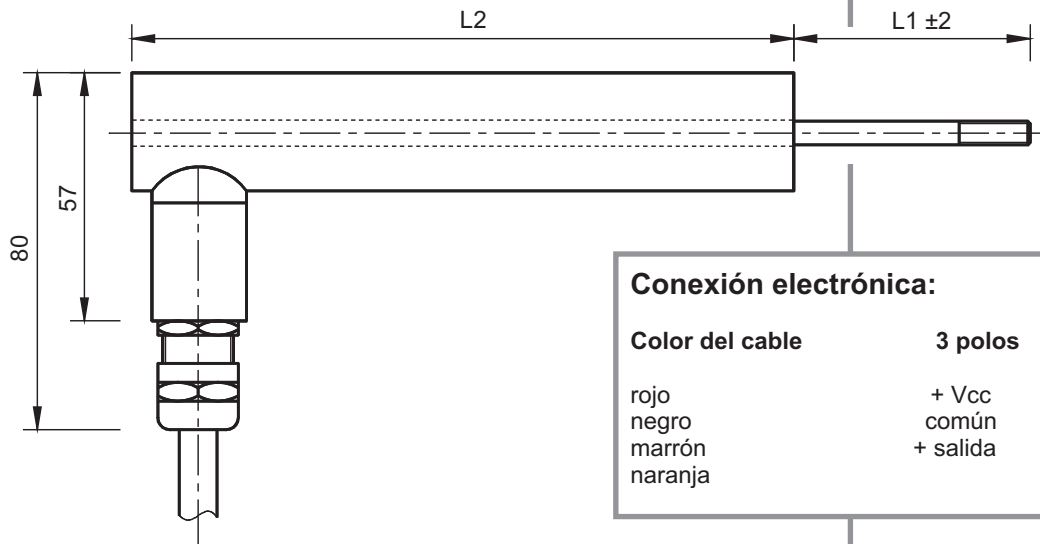 L2
L1 ±2
57
80
Conexión electrónica:
Color del cable 3 polos
rojo + Vcc
negro común
marrón + salida
naranja